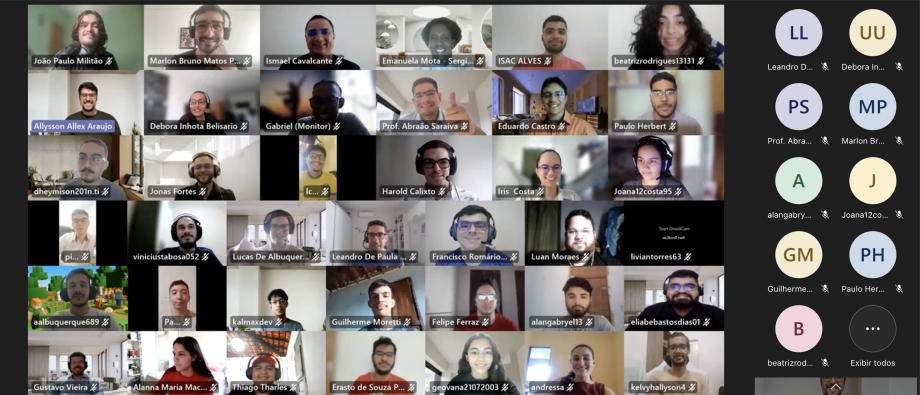 João Paulo Militão
Marlon Bruno Matos P...
Ismael Cavalcante
Emanuela Mota - Sergi...
ISAC ALVES
beatrizrodrigues13131
Allysson Allex Araujo
Debora Inhota Belisario
Gabriel (Monitor)
Prof. Abraão Saraiva
Eduardo Castro
Paulo Herbert
dheymison201n.ti
Jonas Fortes
Ic...
Harold Calixto
Iris Costa
Joana12costa95
pi...
viniciustabosa052
Lucas De Albuquer...
Leandro De Paula ...
Francisco Romário...
Luan Moraes
Start DroidCam
liviantorres63
aalbuquerque689
Pa...
kalmaxdev
Guilherme Moretti
Felipe Ferraz
alangabryel13
eliabebastosdias01
Gustavo Vieira
Alanna Maria Mac...
Thiago Tharles
Erasto de Souza P...
geovana21072003
andressa
kelvyhallyson4
LL
UU
Leandro D...
Debora In...
PS
MP
Prof. Abra...
Marlon Br...
A
J
alangabry...
Joana12co...
GM
PH
Guilherme...
Paulo Her...
B
...
beatrizrod...
Exibir todos